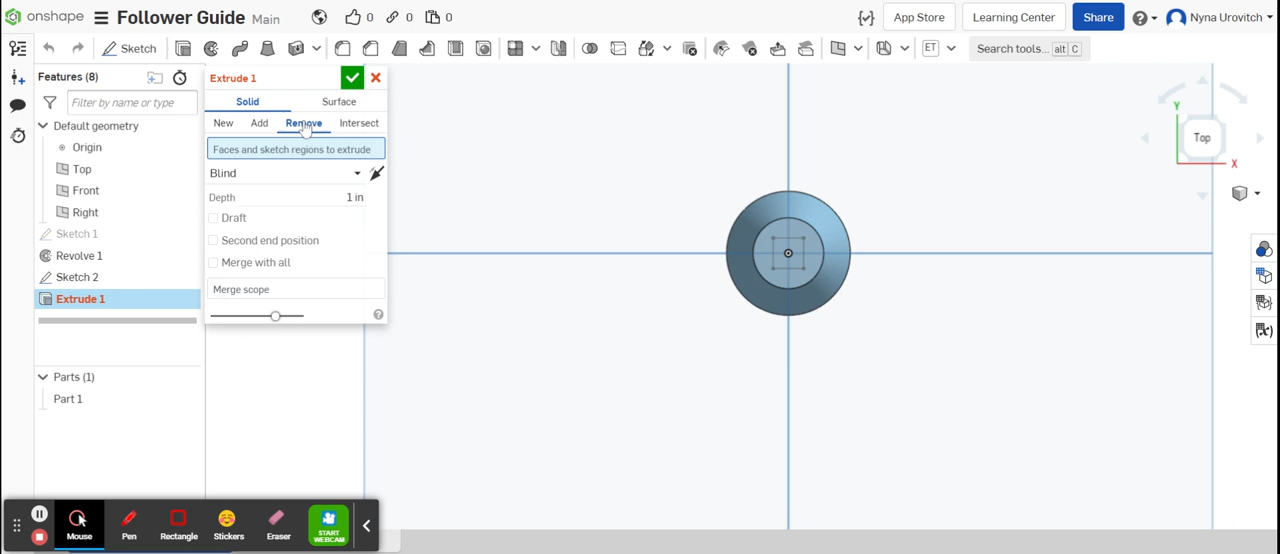 onshape Follower Guide Main 0 0 0 App Store Learning Center Share Nyna Urovitch
Sketch ET Search tools... alt C
Features (8)
Filter by name or type
Default geometry
Origin
Top
Front
Right
Sketch 1
Revolve 1
Sketch 2
Extrude 1
Parts (1)
Part 1
Extrude 1
Solid Surface
New Add Remove Intersect
Faces and sketch regions to extrude
Blind
Depth 1 in
Draft
Second end position
Merge with all
Merge scope
Y
Top
X
Mouse Pen Rectangle Stickers Eraser START
WEBCAM